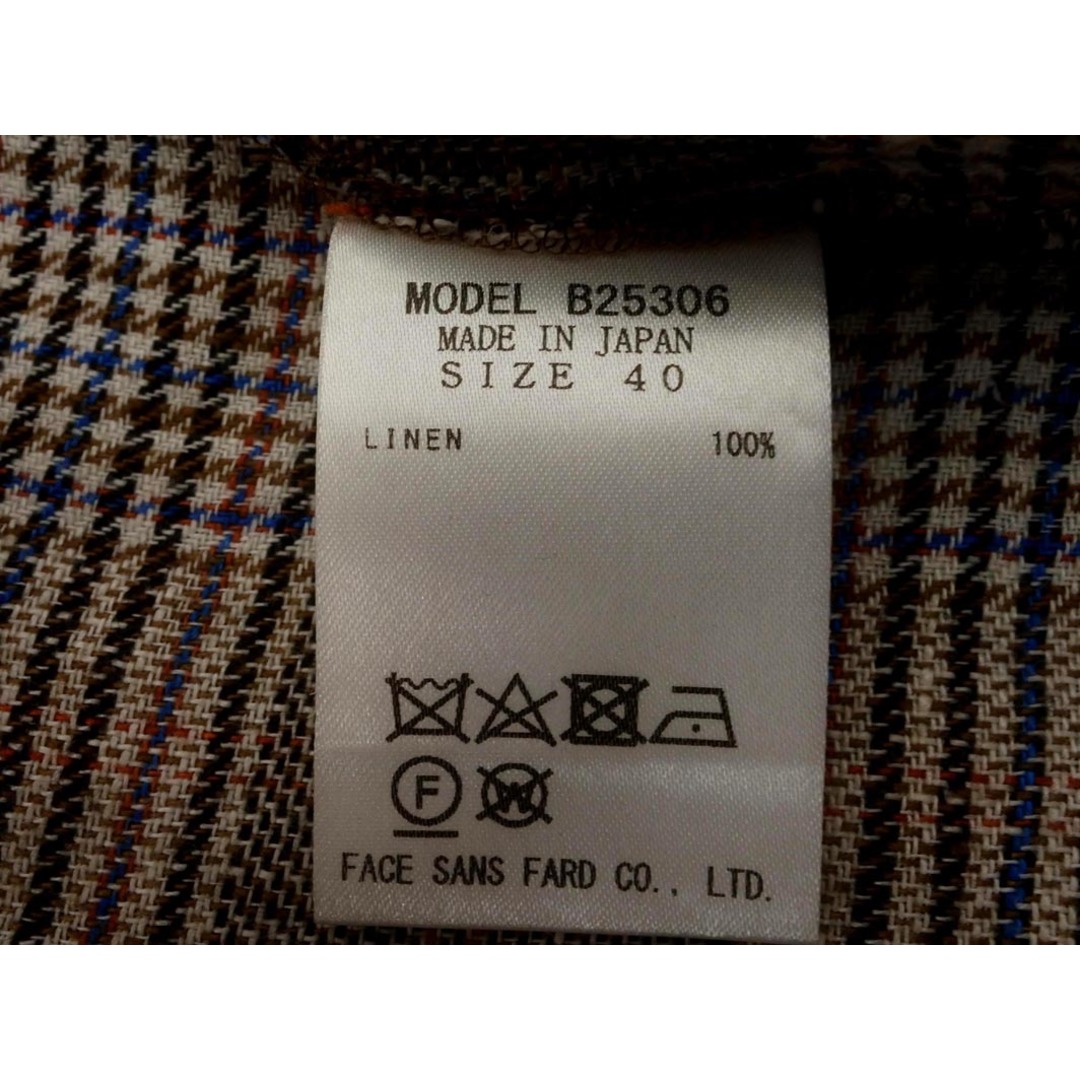 MODEL B25306
MADE IN JAPAN
SIZE 40
LINEN 100%
F W
FACE SANS FARD CO., LTD.